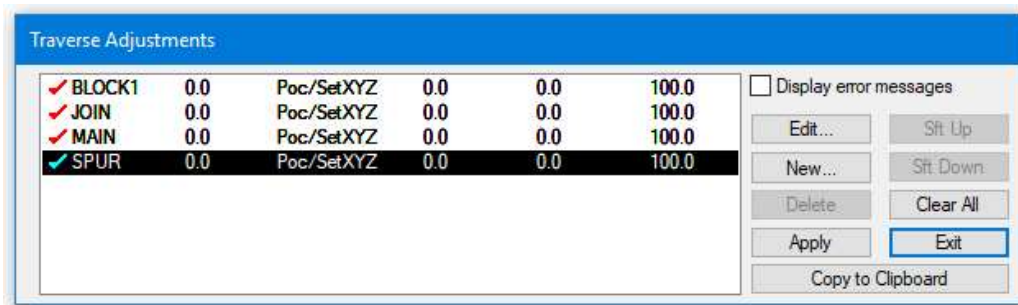 Traverse Adjustments
BLOCK1 0.0 Poc/SetXYZ 0.0 0.0 100.0
JOIN 0.0 Poc/SetXYZ 0.0 0.0 100.0
MAIN 0.0 Poc/SetXYZ 0.0 0.0 100.0
SPUR 0.0 Poc/SetXYZ 0.0 0.0 100.0
Display error messages
Edit... Sft Up
New... Sft Down
Delete Clear All
Apply Exit
Copy to Clipboard